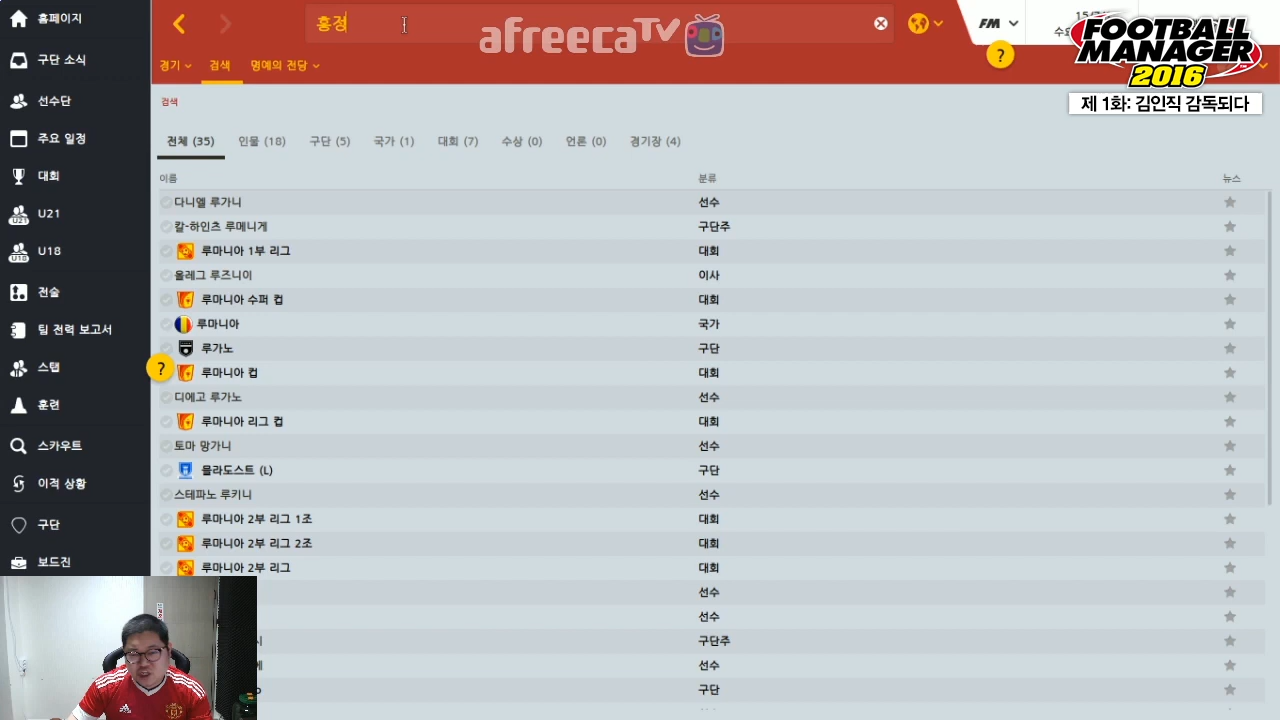 홈페이지
구단 소식
선수단
주요 일정
대회
U21
U18
전술
팀 전력 보고서
스탭
훈련
스카우트
이적 상황
구단
보드진
홍정
afreecaTV
FM
FOOTBALL MANAGER 2016
제 1화: 김인직 감독되다
?
경기
검색
명예의 전당
검색
전체 (35)
인물 (18)
구단 (5)
국가 (1)
대회 (7)
수상 (0)
언론 (0)
경기장 (4)
이름 분류 뉴스
다니엘 루가니 선수
칼-하인츠 루메니게 구단주
루마니아 1부 리그 대회
올레그 루즈니이 이사
루마니아 수퍼 컵 대회
루마니아 국가
루가노 구단
?
루마니아 컵 대회
디에고 루가노 선수
루마니아 리그 컵 대회
토마 망가니 선수
믈라도스트 (L) 구단
스테파노 루키니 선수
루마니아 2부 리그 1조 대회
루마니아 2부 리그 2조 대회
루마니아 2부 리그 대회
선수
선수
구단주
선수
구단